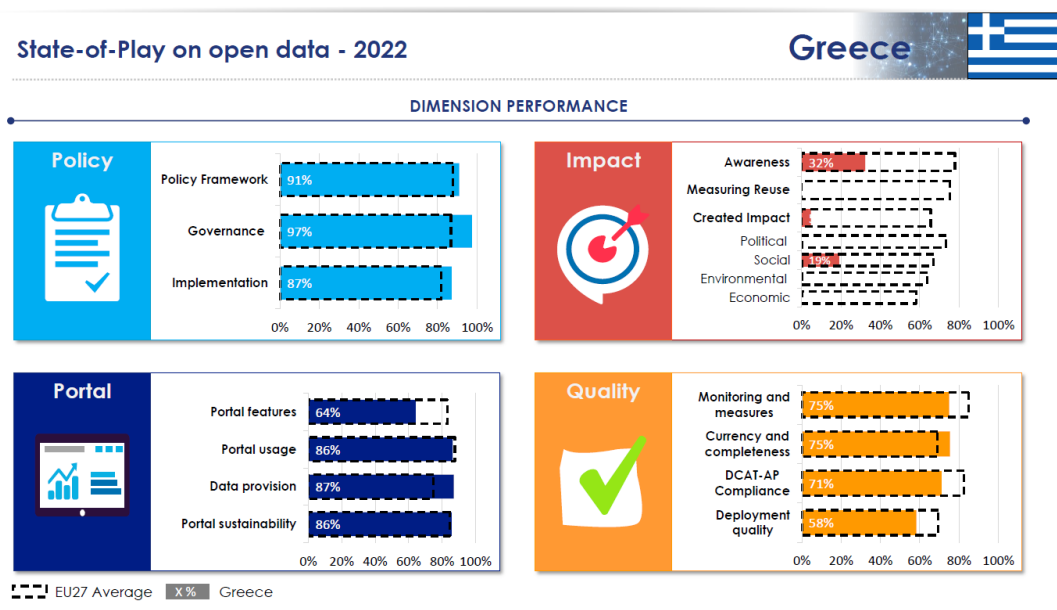 State-of-Play on open data - 2022
Greece
DIMENSION PERFORMANCE
Policy
Policy Framework
91%
Governance
97%
Implementation
87%
0% 20% 40% 60% 80% 100%
Impact
Awareness
32%
Measuring Reuse
Created Impact
Political
Social
19%
Environmental
Economic
0% 20% 40% 60% 80% 100%
Portal
Portal features
64%
Portal usage
86%
Data provision
87%
Portal sustainability
86%
0% 20% 40% 60% 80% 100%
Quality
Monitoring and
measures
75%
Currency and
completeness
75%
DCAT-AP
Compliance
71%
Deployment
quality
58%
0% 20% 40% 60% 80% 100%
EU27 Average
X %
Greece